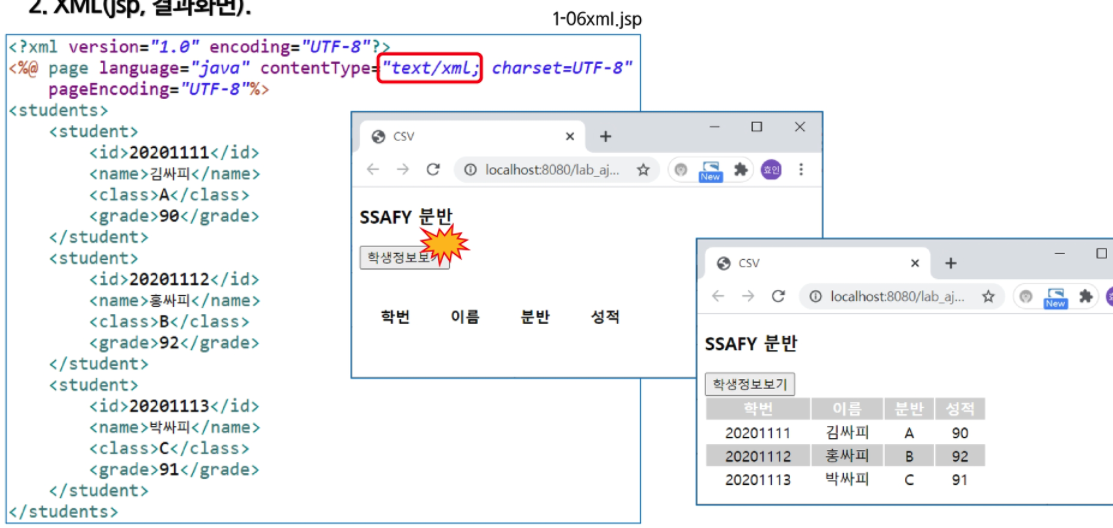 2. XML(jsp, 결과화면).
1-06xml.jsp
<?xml version="1.0" encoding="UTF-8"?>
<%@ page language="java" contentType="text/xml; charset=UTF-8"
pageEncoding="UTF-8"%>
<students>
<student>
<id>20201111</id>
<name>김싸피</name>
<class>A</class>
<grade>90</grade>
</student>
<student>
<id>20201112</id>
<name>홍싸피</name>
<class>B</class>
<grade>92</grade>
</student>
<student>
<id>20201113</id>
<name>박싸피</name>
<class>C</class>
<grade>91</grade>
</student>
</students>
CSV
localhost:8080/lab_aj...
New
효인
SSAFY 분반
학생정보보기
학번 이름 분반 성적
CSV
localhost:8080/lab_aj...
New
SSAFY 분반
학생정보보기
학번 이름 분반 성적
20201111 김싸피 A 90
20201112 홍싸피 B 92
20201113 박싸피 C 91